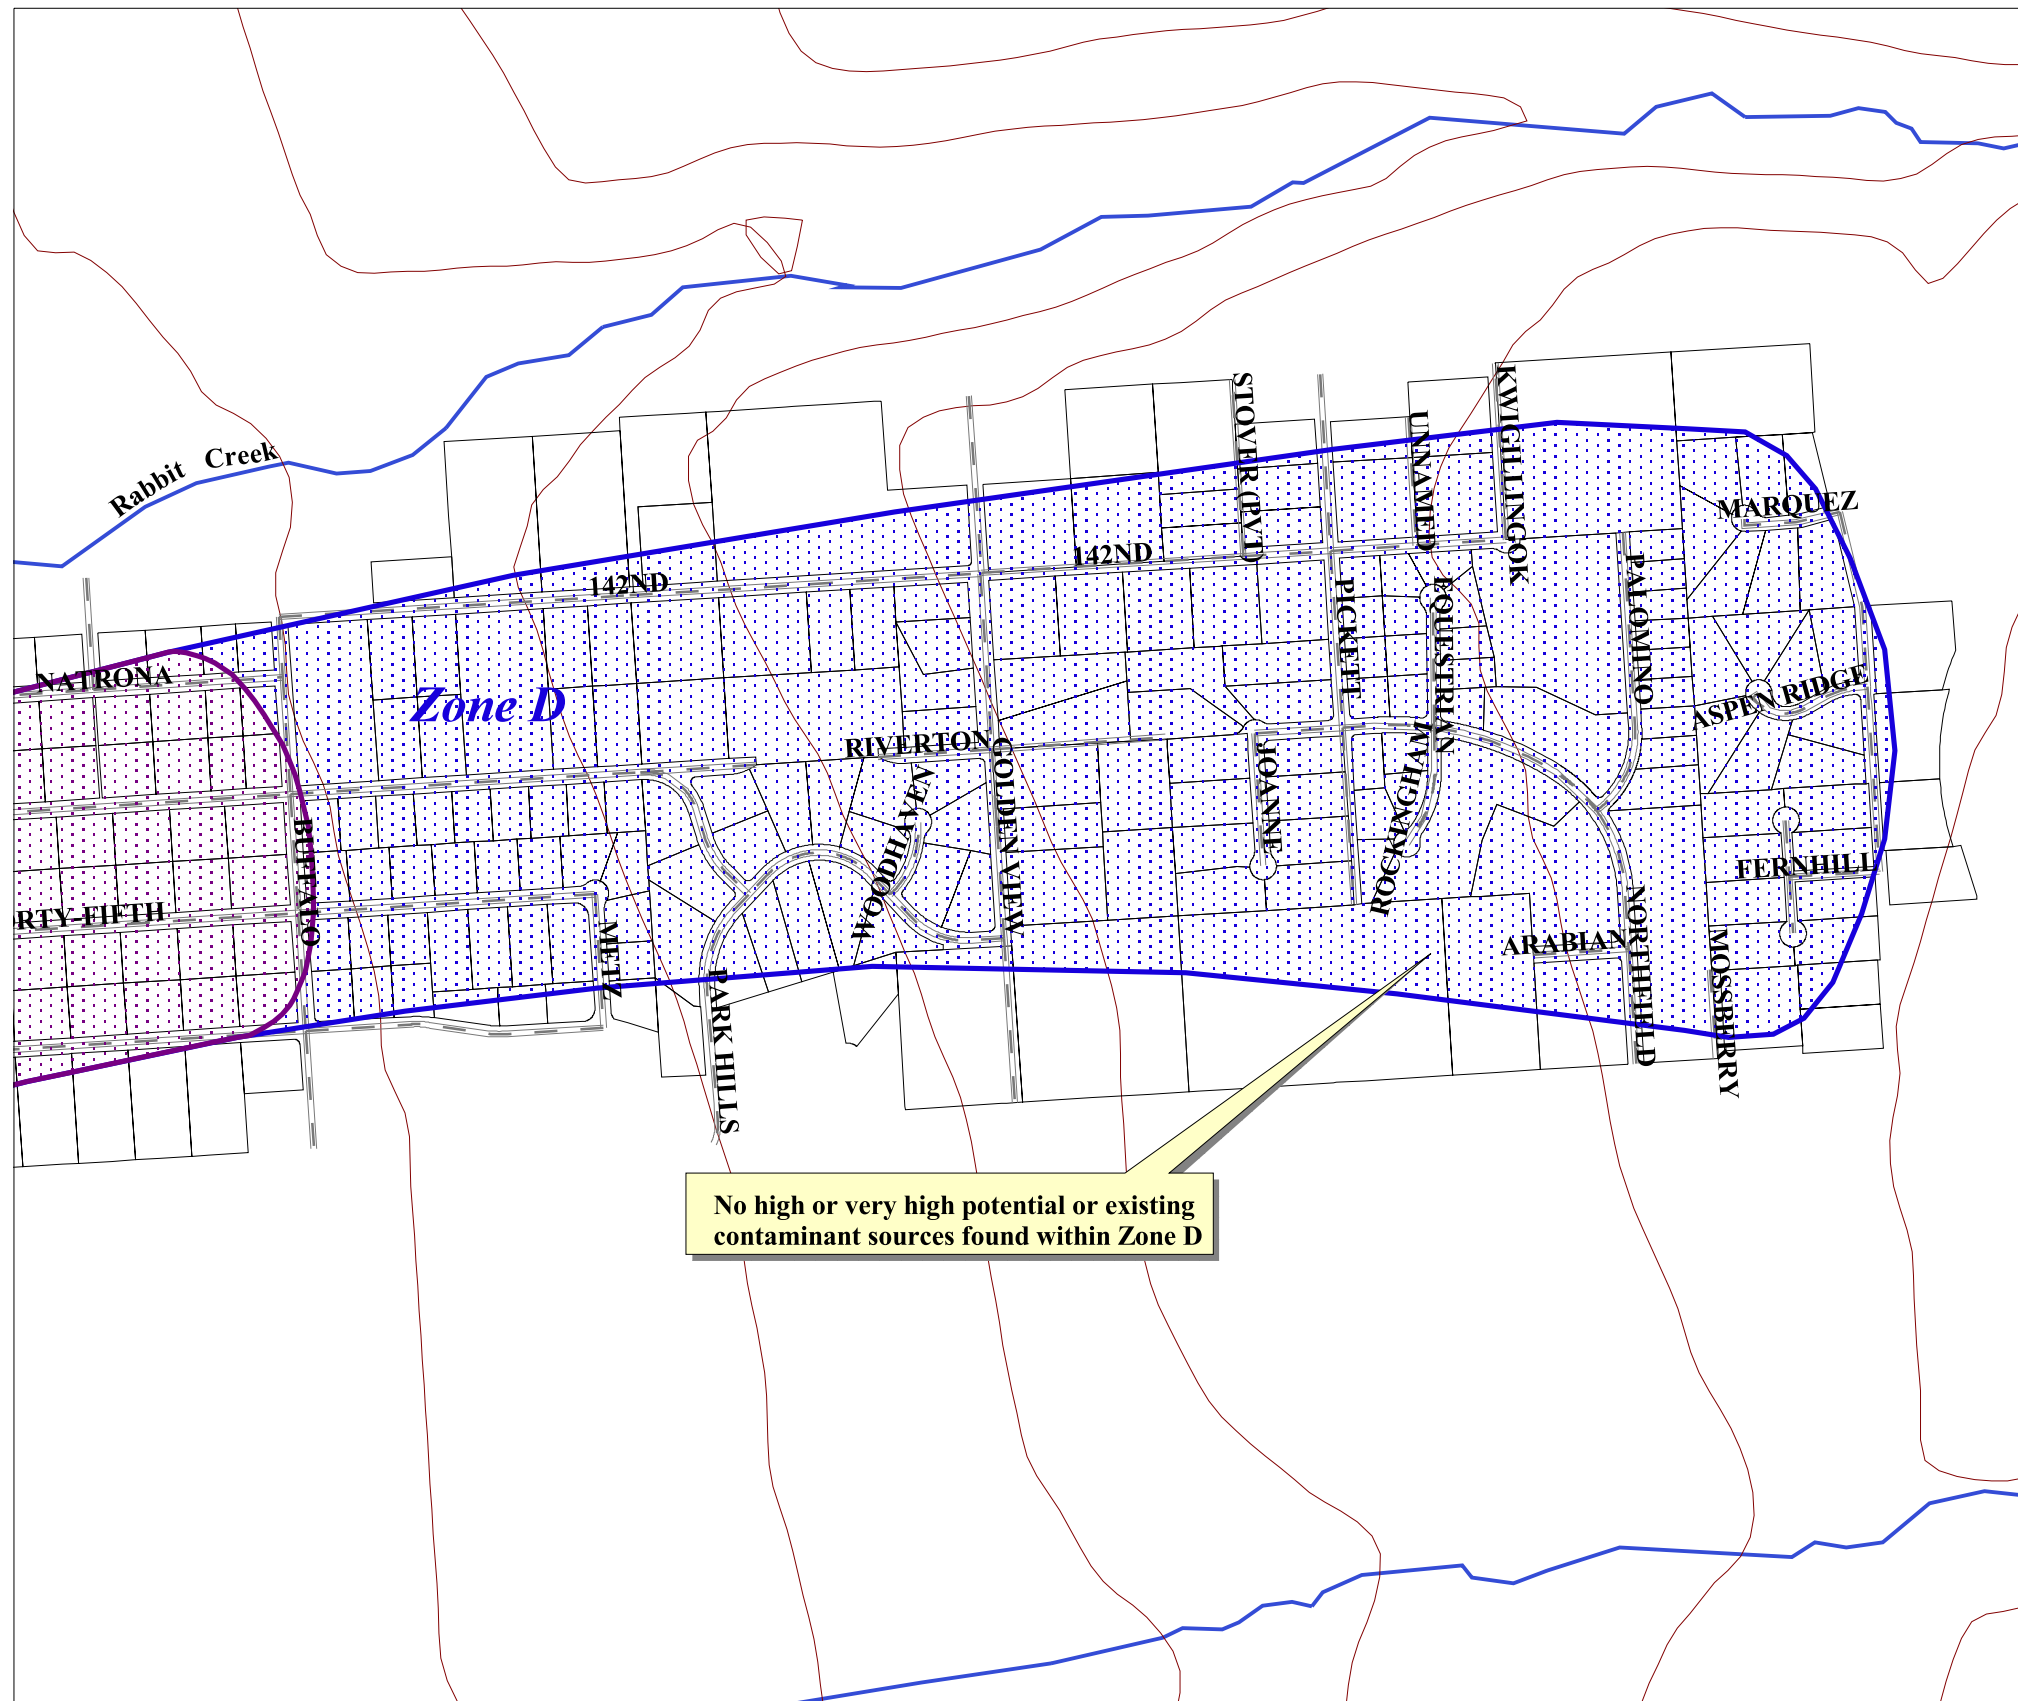 Rabbit Creek
STOVER (PVT)
UNNAMED
KWIGILLINGOK
MARQUEZ
142ND
142ND
NATRONA
Zone D
PICKETT
EQUESTRIAN
PALOMINO
ASPEN RIDGE
RIVERTON
GOLDEN VIEW
WOODHAVEN
JOANNE
ROCKINGHAM
BUFFALO
FERNHILL
RTY-FIFTH
METZ
PARK HILLS
ARABIAN
NORTHFIELD
MOSSBERRY
No high or very high potential or existing
contaminant sources found within Zone D